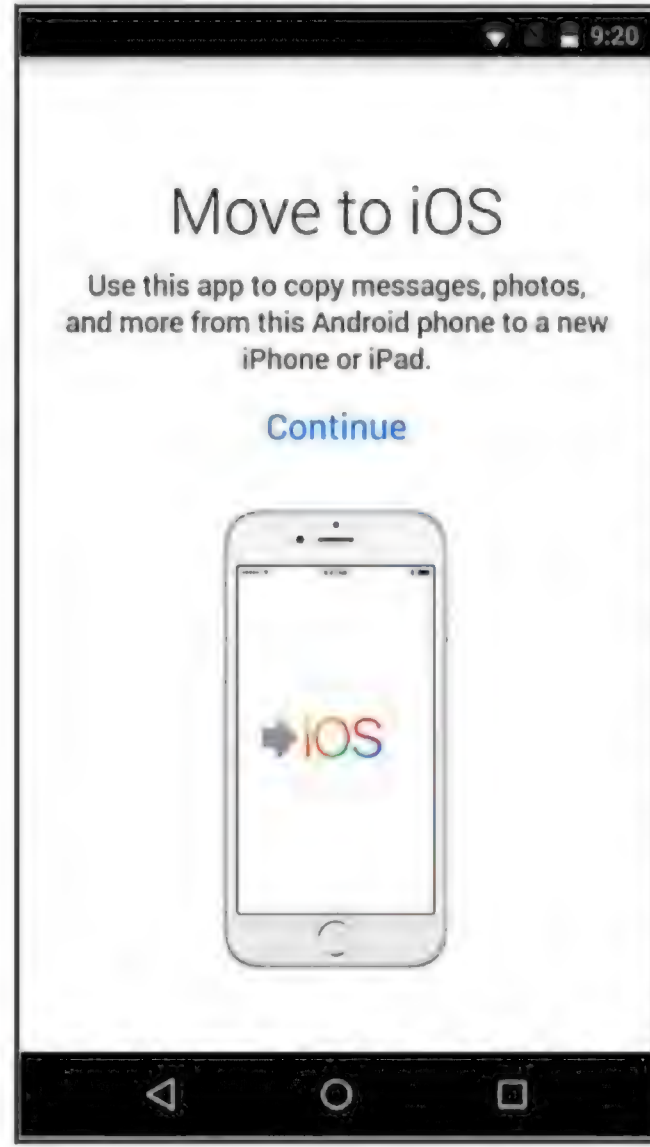 9:20
Move to iOS
Use this app to copy messages, photos,
and more from this Android phone to a new
iPhone or iPad.
Continue
iOS